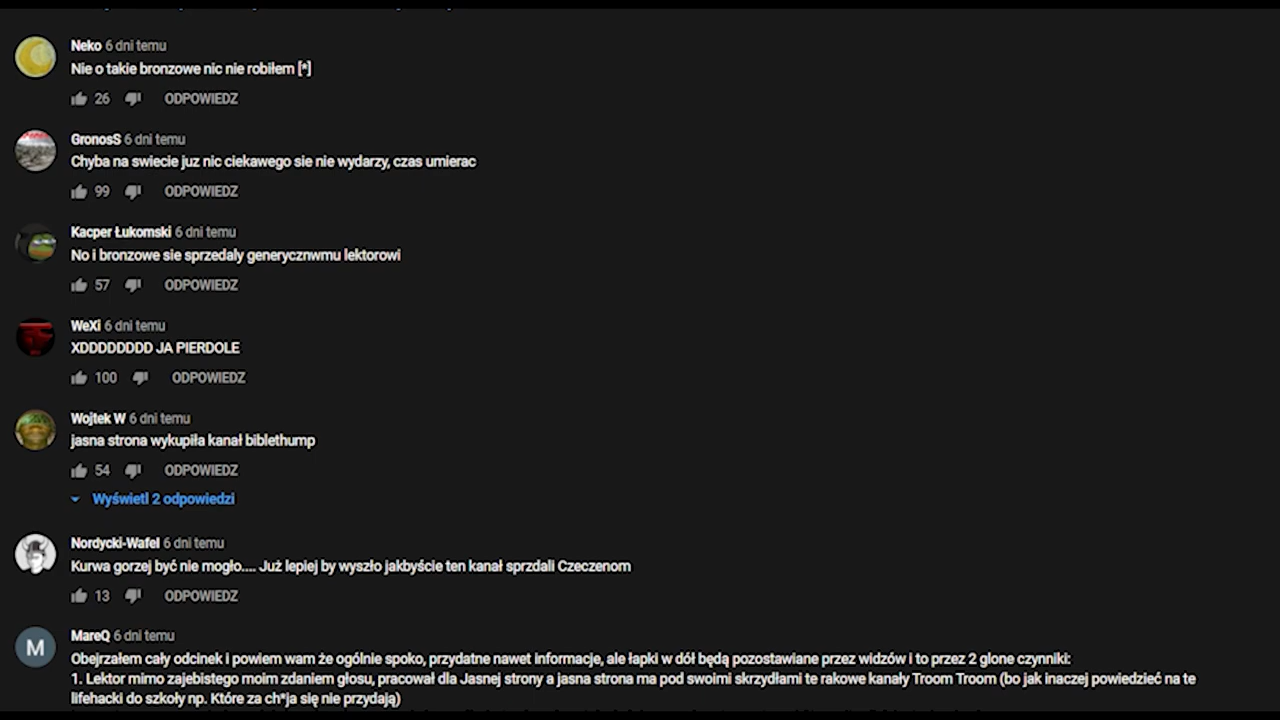 Neko 6 dni temu
Nie o takie bronzowe nic nie robiłem [*]
26 ODPOWIEDZ
GronosS 6 dni temu
Chyba na swiecie juz nic ciekawego sie nie wydarzy, czas umierac
99 ODPOWIEDZ
Kacper Łukomski 6 dni temu
No i bronzowe sie sprzedaly generycznwmu lektorowi
57 ODPOWIEDZ
WeXi 6 dni temu
XDDDDDDDD JA PIERDOLE
100 ODPOWIEDZ
Wojtek W 6 dni temu
jasna strona wykupiła kanał biblethump
54 ODPOWIEDZ
Wyświetl 2 odpowiedzi
Nordycki-Wafel 6 dni temu
Kurwa gorzej być nie mogło.... Już lepiej by wyszło jakbyście ten kanał sprzdali Czeczenom
13 ODPOWIEDZ
M
MareQ 6 dni temu
Obejrzałem cały odcinek i powiem wam że ogólnie spoko, przydatne nawet informacje, ale łapki w dół będą pozostawiane przez widzów i to przez 2 głone czynniki:
1. Lektor mimo zajebistego moim zdaniem głosu, pracował dla Jasnej strony a jasna strona ma pod swoimi skrzydłami te rakowe kanały Troom Troom (bo jak inaczej powiedzieć na te
lifehacki do szkoły np. Które za ch*ja się nie przydają)